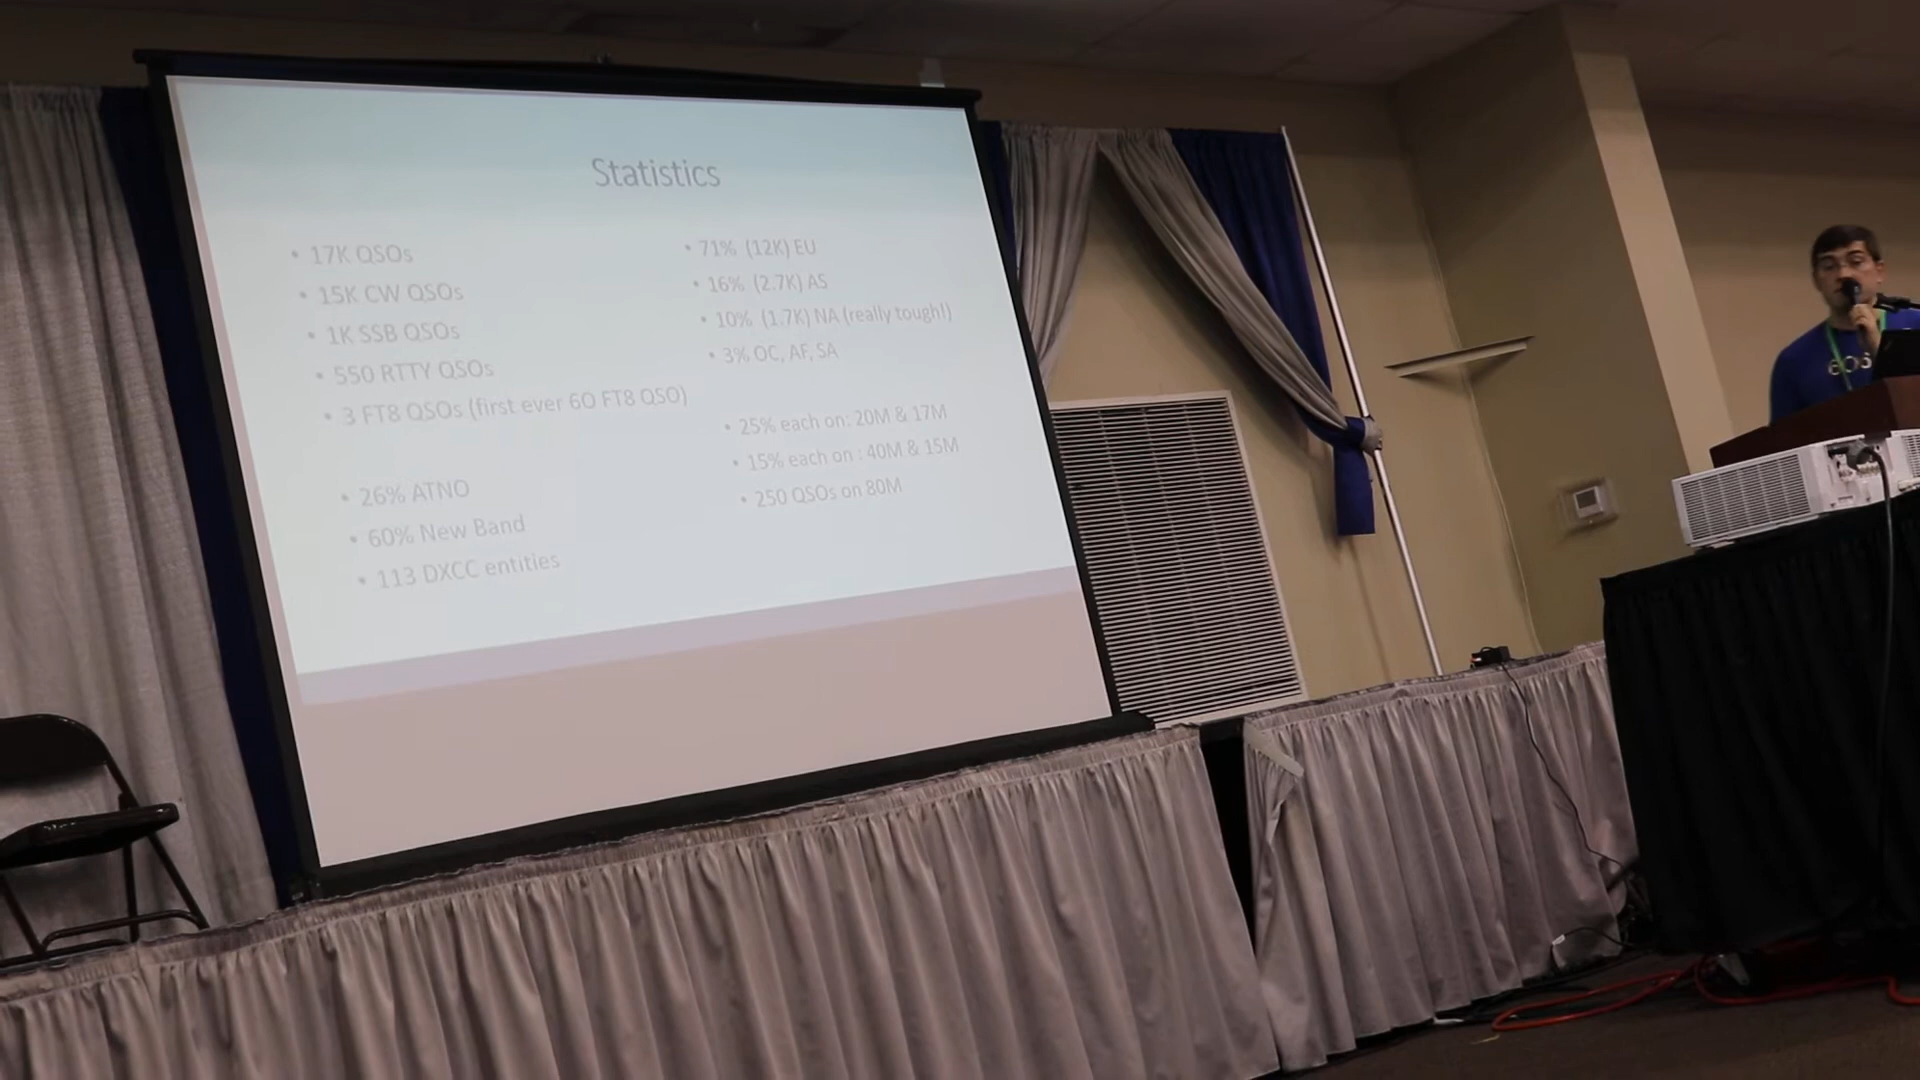 Statistics
• 17K QSOs
• 15K CW QSOs
• 1K SSB QSOs
• 550 RTTY QSOs
• 3 FT8 QSOs (first ever 6O FT8 QSO)
• 26% ATNO
• 60% New Band
• 113 DXCC entities
• 71% (12K) EU
• 16% (2.7K) AS
• 10% (1.7K) NA (really tough!)
• 3% OC, AF, SA
• 25% each on: 20M & 17M
• 15% each on : 40M & 15M
• 250 QSOs on 80M